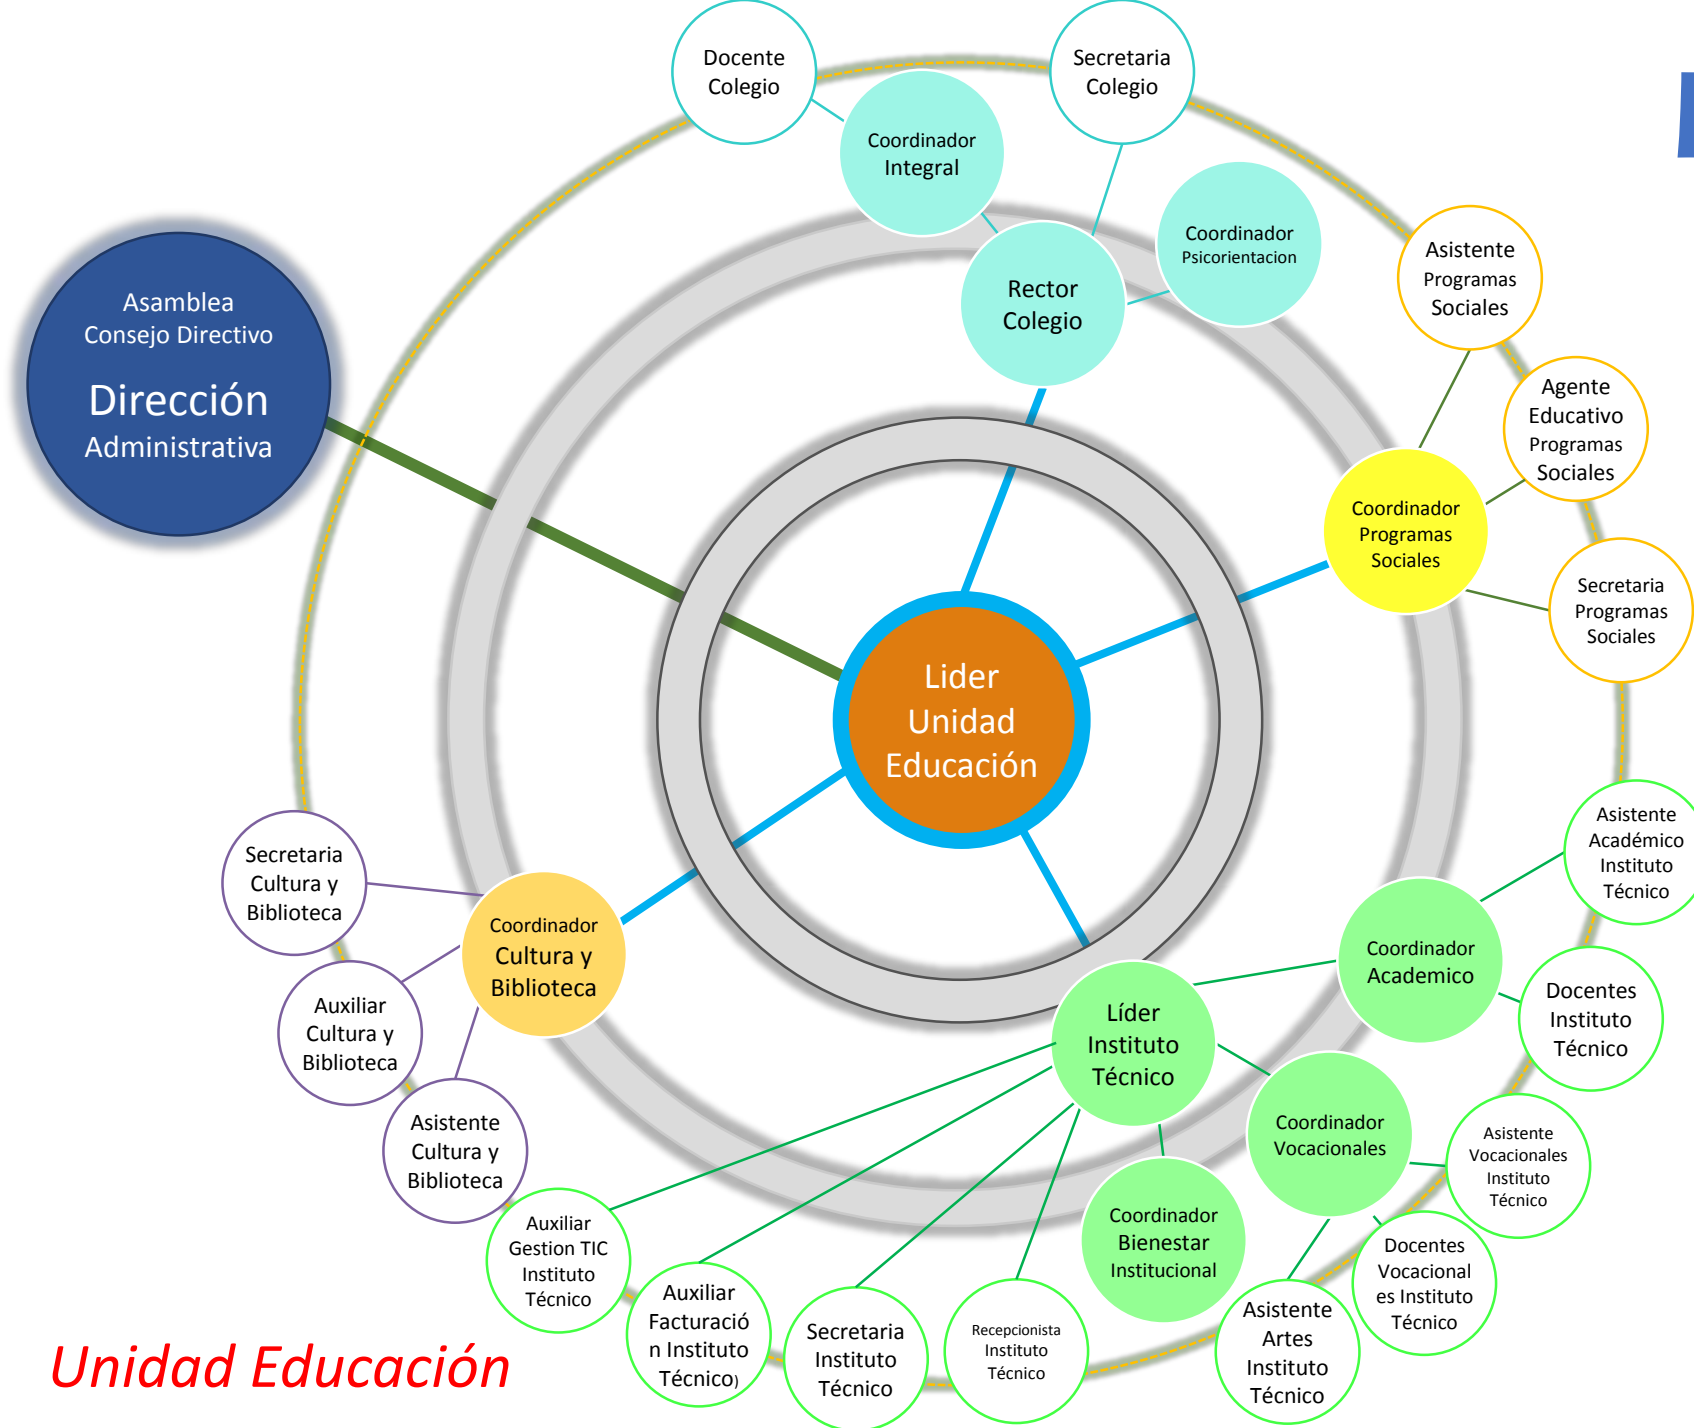 Docente
Colegio
Secretaria
Colegio
Coordinador
Integral
Coordinador
Psicorientacion
Rector
Colegio
Asistente
Programas
Sociales
Asamblea
Consejo Directivo
Dirección
Administrativa
Agente
Educativo
Programas
Sociales
Coordinador
Programas
Sociales
Secretaria
Programas
Sociales
Lider
Unidad
Educación
Asistente
Académico
Instituto
Técnico
Secretaria
Cultura y
Biblioteca
Coordinador
Cultura y
Biblioteca
Coordinador
Academico
Docentes
Instituto
Técnico
Auxiliar
Cultura y
Biblioteca
Líder
Instituto
Técnico
Asistente
Cultura y
Biblioteca
Coordinador
Vocacionales
Asistente
Vocacionales
Instituto
Técnico
Auxiliar
Gestion TIC
Instituto
Técnico
Coordinador
Bienestar
Institucional
Docentes
Vocacional
es Instituto
Técnico
Auxiliar
Facturació
n Instituto
Técnico)
Secretaria
Instituto
Técnico
Recepcionista
Instituto
Técnico
Asistente
Artes
Instituto
Técnico
Unidad Educación